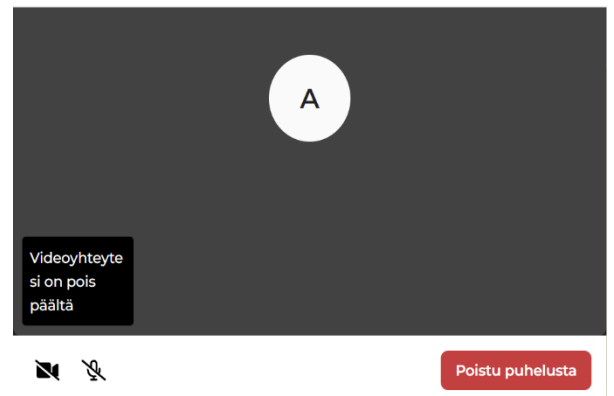 A
Videoyhteyte
si on pois
päältä
Poistu puhelusta